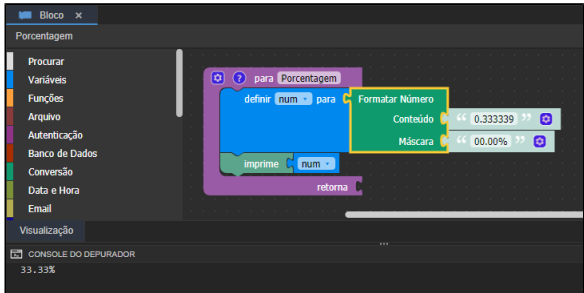 Bloco ×
Porcentagem
Procurar
Variáveis
Funções
Arquivo
Autenticação
Banco de Dados
Conversão
Data e Hora
Email
? para Porcentagem
definir num para Formatar Número
Conteúdo “ 0.333339 ”
Máscara “ 00.00% ”
imprime num
retorna
Visualização
CONSOLE DO DEPURADOR
33.33%